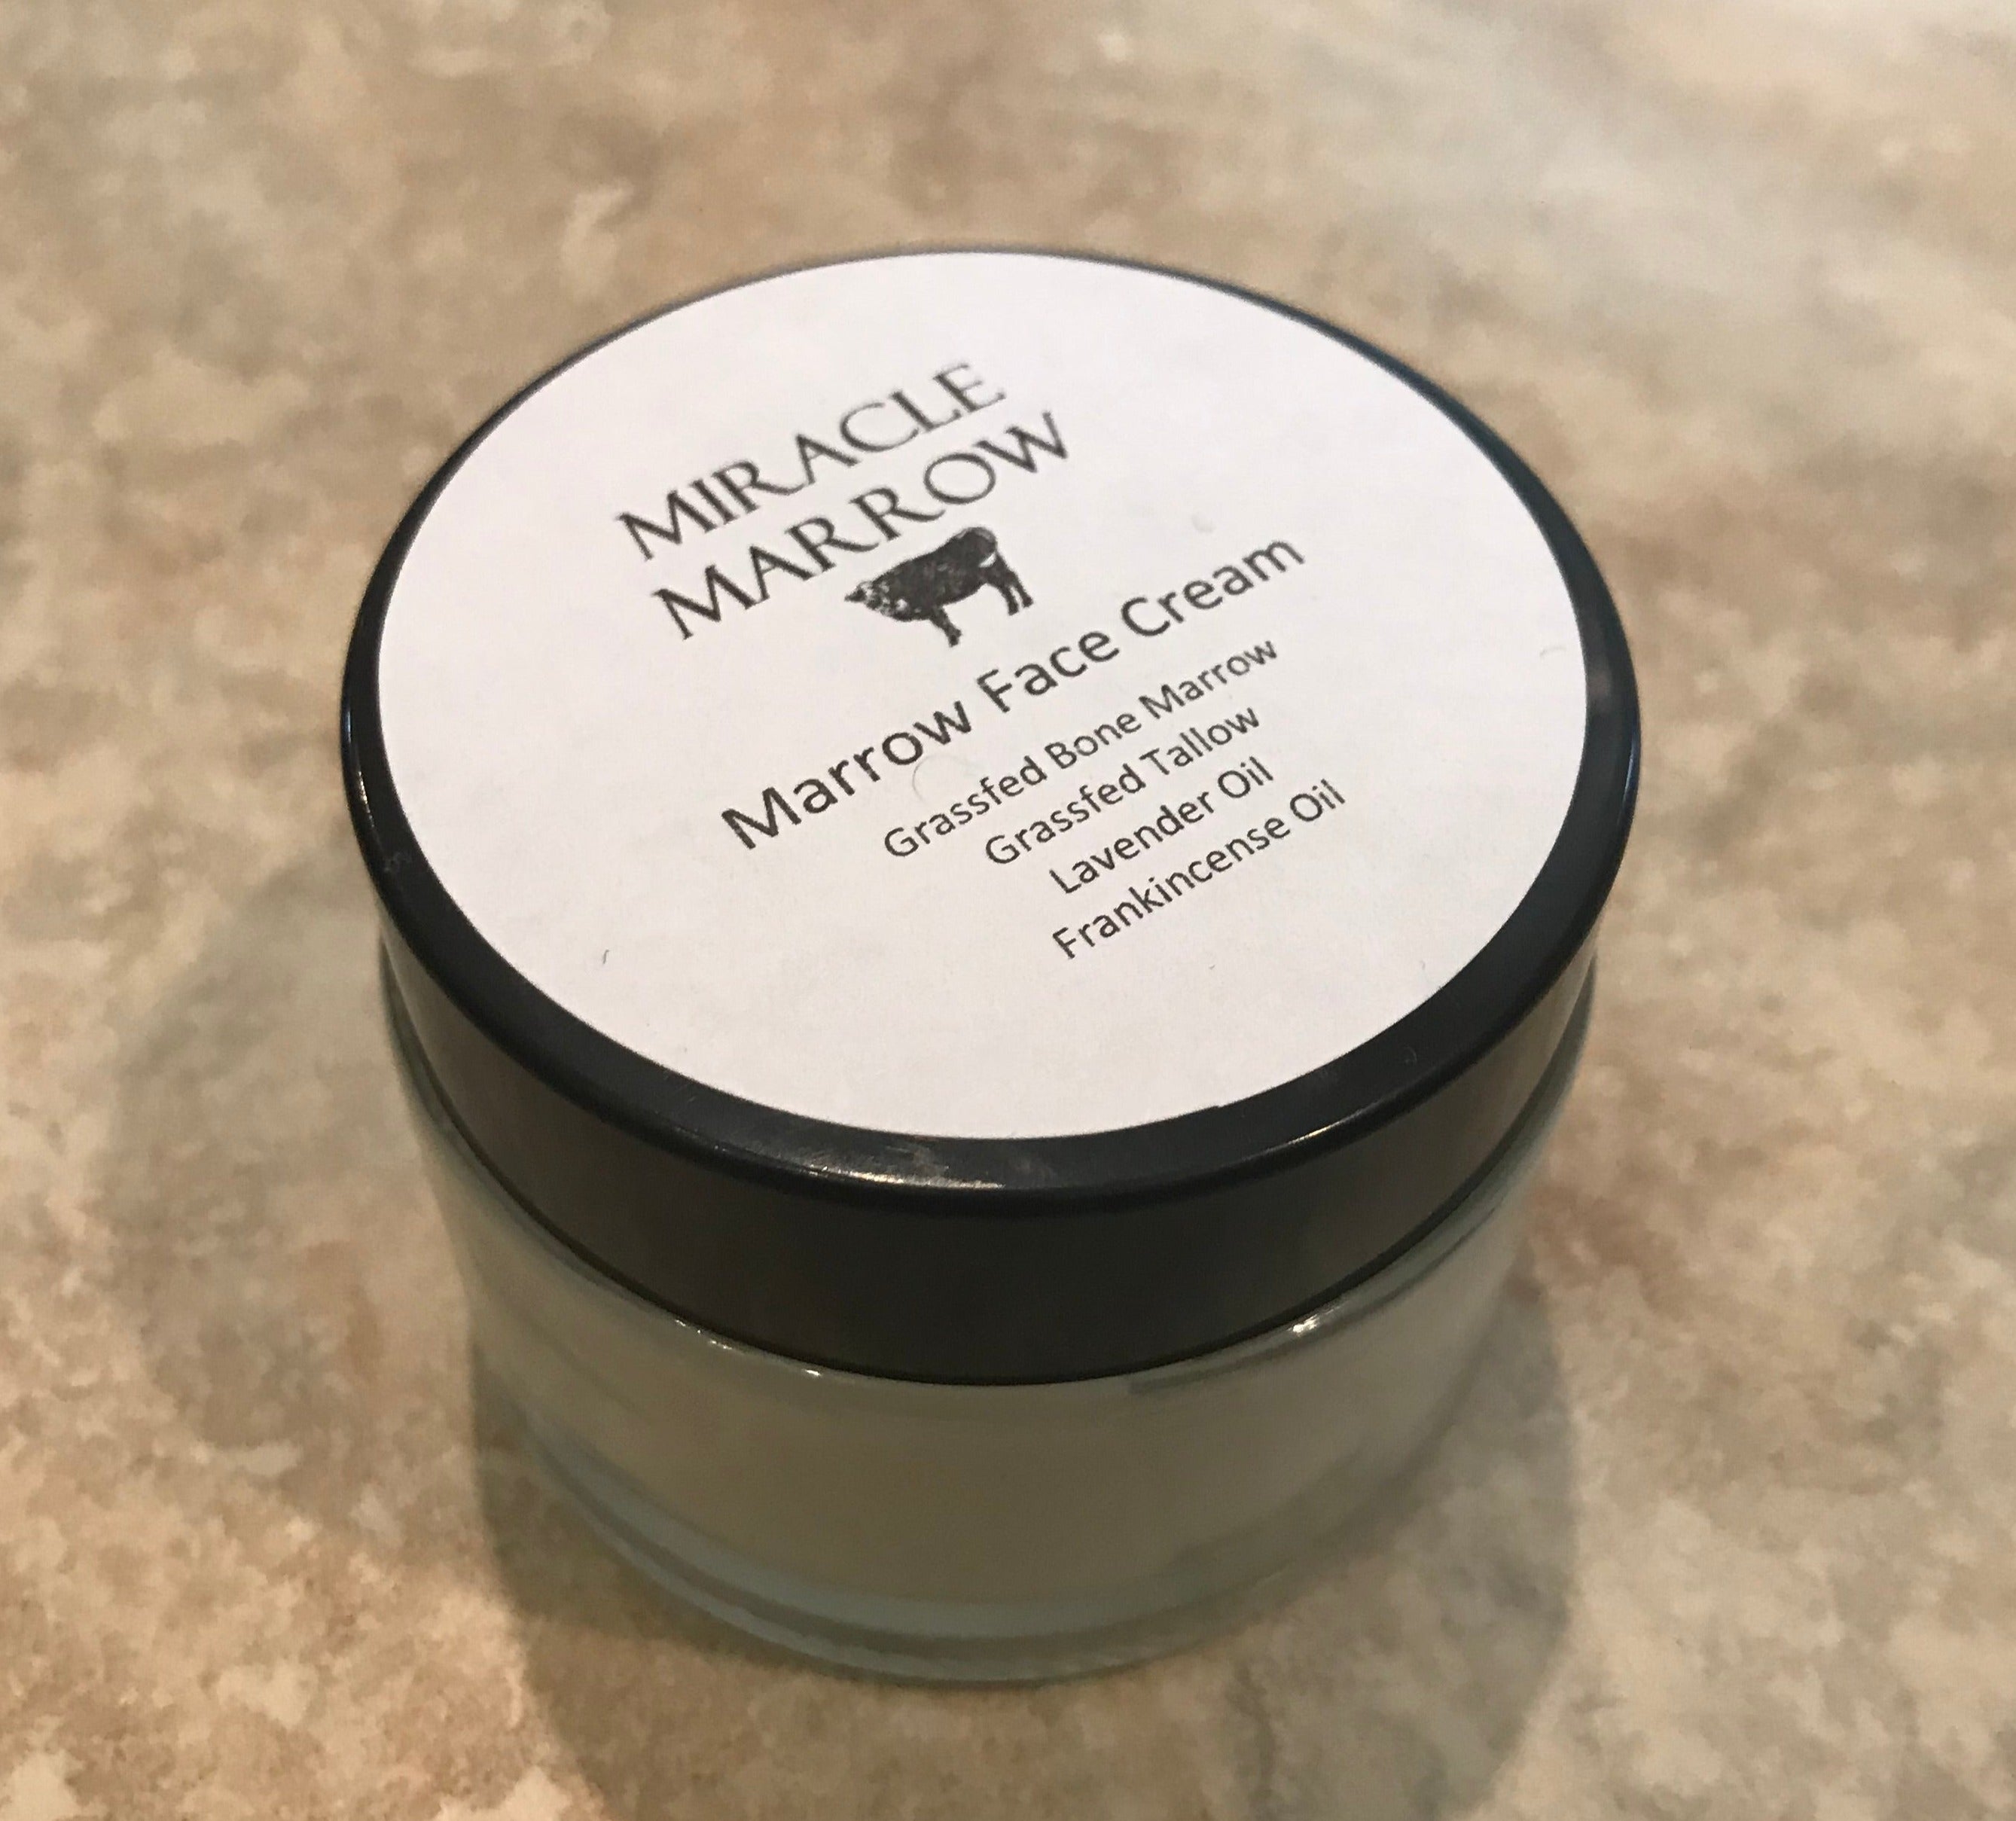 MIRACLE
MARROW
Marrow Face Cream
Grassfed Bone Marrow
Grassfed Tallow
Lavender Oil
Frankincense Oil